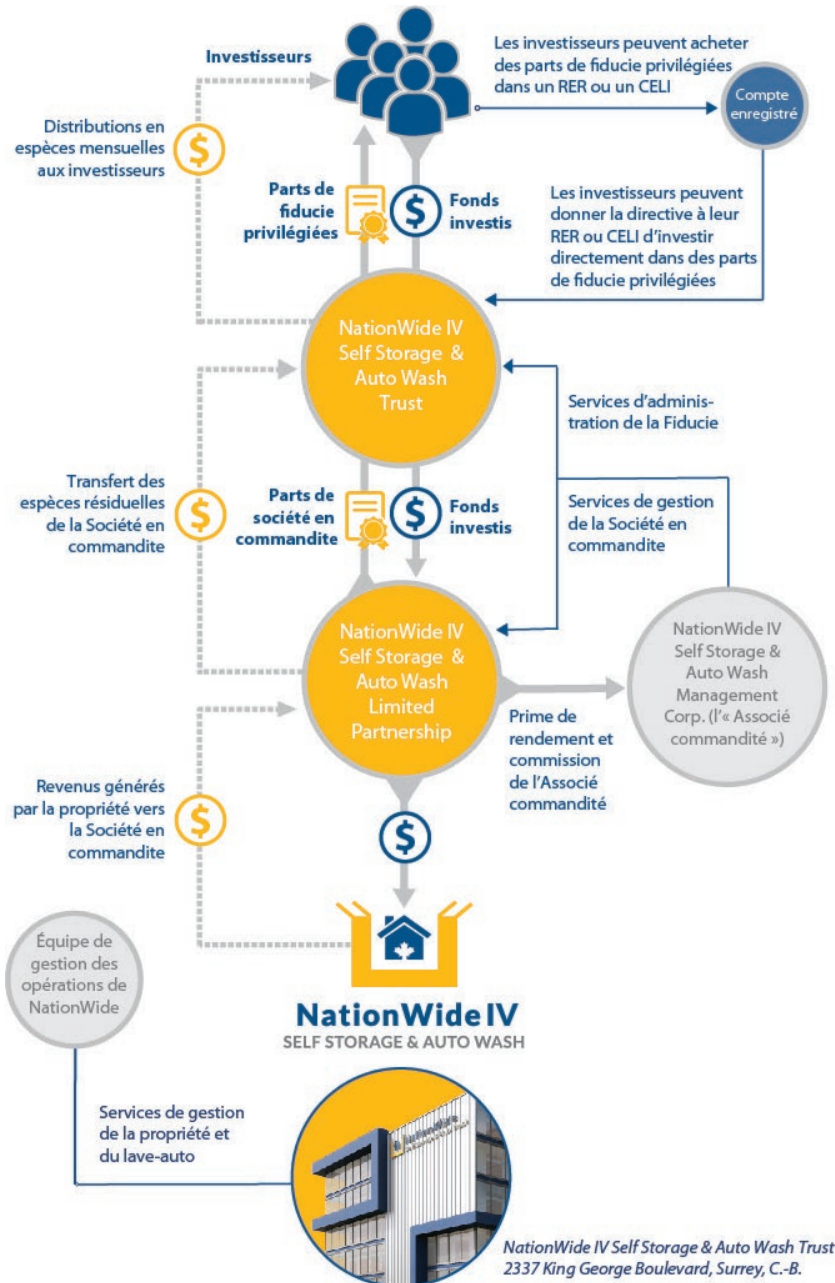 Investisseurs
Les investisseurs peuvent acheter
des parts de fiducie privilégiées
dans un RER ou un CELI
Compte
enregistré
Distributions en
espèces mensuelles
aux investisseurs
Parts de
fiducie
privilégiées
Fonds
investis
Les investisseurs peuvent
donner la directive à leur
RER ou CELI d'investir
directement dans des parts
de fiducie privilégiées
NationWide IV
Self Storage &
Auto Wash
Trust
Services d'adminis-
tration de la Fiducie
Transfert des
espèces résiduelles
de la Société en
commandite
Parts de
société en
commandite
Fonds
investis
Services de gestion
de la Société en
commandite
NationWide IV
Self Storage &
Auto Wash
Limited
Partnership
NationWide IV
Self Storage &
Auto Wash
Management
Corp. (l'« Associé
commandité »)
Prime de
rendement et
commission
de l'Associé
commandité
Revenus générés
par la propriété vers
la Société en
commandite
Équipe de
gestion des
opérations de
NationWide
NationWide IV
SELF STORAGE & AUTO WASH
Services de gestion
de la propriété et
du lave-auto
NationWide
NationWide IV Self Storage & Auto Wash Trust
2337 King George Boulevard, Surrey, C.-B.